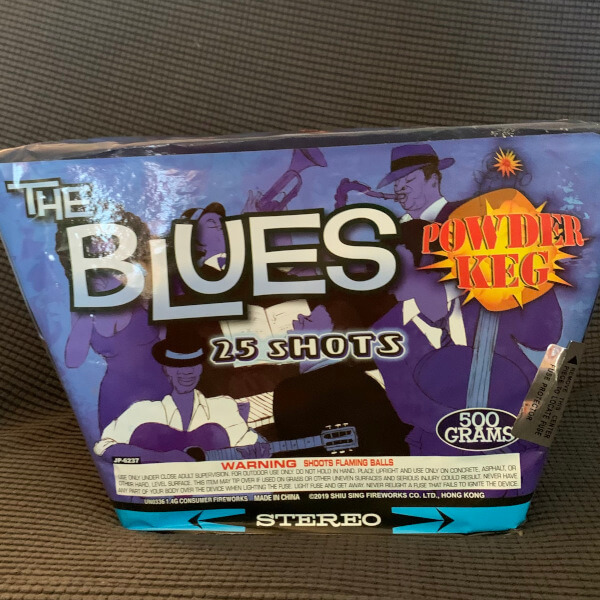 THE
BLUES
POWDER
KEG
25 SHOTS
500
GRAMS
FUSE PROTECTOR
JP-6237
WARNING SHOOTS FLAMING BALLS
USE ONLY UNDER CLOSE ADULT SUPERVISION. FOR OUTDOOR USE ONLY. DO NOT HOLD IN HAND. PLACE UPRIGHT AND USE ONLY ON CONCRETE, ASPHALT, OR
OTHER HARD, LEVEL SURFACE. THIS ITEM MAY TIP OVER IF USED ON GRASS OR OTHER UNEVEN SURFACES AND SERIOUS INJURY COULD RESULT. NEVER HAVE
ANY PART OF YOUR BODY OVER THE DEVICE WHEN LIGHTING THE FUSE. LIGHT FUSE AND GET AWAY. NEVER RELIGHT A FUSE THAT FAILS TO IGNITE THE DEVICE.
UN0336 1.4G CONSUMER FIREWORKS MADE IN CHINA ©2019 SHIU SING FIREWORKS CO. LTD., HONG KONG
STEREO